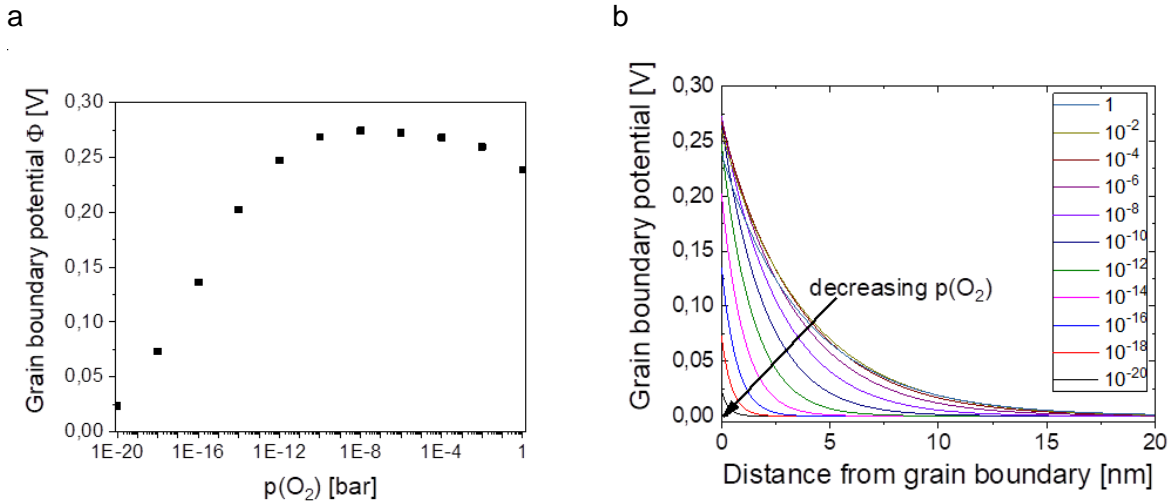 a
0,30
0,25
0,20
0,15
0,10
0,05
0,00
Grain boundary potential Φ [V]
1E-20
1E-16
1E-12
1E-8
1E-4
1
p(O₂) [bar]
b
0,30
0,25
0,20
0,15
0,10
0,05
0,00
Grain boundary potential [V]
decreasing p(O₂)
1
10⁻²
10⁻⁴
10⁻⁶
10⁻⁸
10⁻¹⁰
10⁻¹²
10⁻¹⁴
10⁻¹⁶
10⁻¹⁸
10⁻²⁰
0
5
10
15
20
Distance from grain boundary [nm]